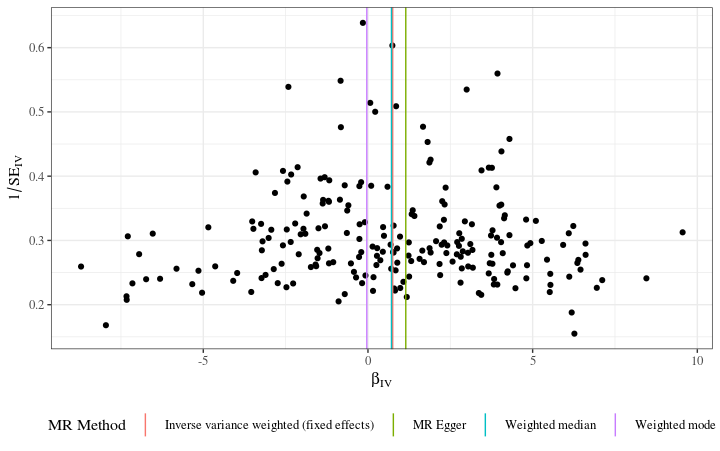 0.6
0.5
0.4
0.3
0.2
1/SE_IV
-5 0 5 10
β_IV
MR Method Inverse variance weighted (fixed effects) MR Egger Weighted median Weighted mode